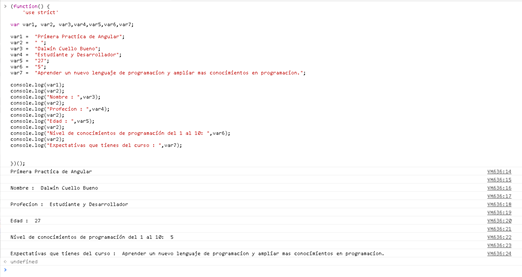 > (function() {
'use strict'
var var1, var2, var3,var4,var5,var6,var7;
var1 = "Primera Practica de Angular";
var2 = " ";
var3 = "Dalwin Cuello Bueno";
var4 = "Estudiante y Desarrollador";
var5 = "27";
var6 = "5";
var7 = "Aprender un nuevo lenguaje de programacion y ampliar mas conocimientos en programacion.";
console.log(var1);
console.log(var2);
console.log("Nombre : ",var3);
console.log(var2);
console.log("Profecion : ",var4);
console.log(var2);
console.log("Edad : ",var5);
console.log(var2);
console.log("Nivel de conocimientos de programación del 1 al 10: ",var6);
console.log(var2);
console.log("Expectativas que tienes del curso : ",var7);
})();
Primera Practica de Angular VM636:14
VM636:15
Nombre : Dalwin Cuello Bueno VM636:16
VM636:17
Profecion : Estudiante y Desarrollador VM636:18
VM636:19
Edad : 27 VM636:20
VM636:21
Nivel de conocimientos de programación del 1 al 10: 5 VM636:22
VM636:23
Expectativas que tienes del curso : Aprender un nuevo lenguaje de programacion y ampliar mas conocimientos en programacion. VM636:24
< undefined
>